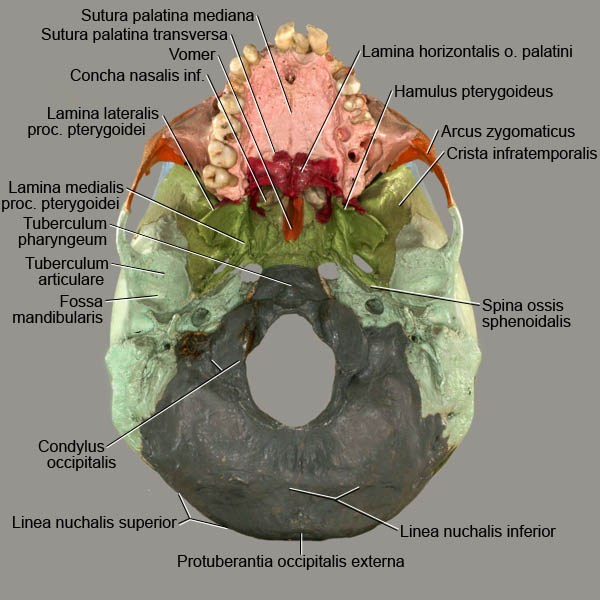 Sutura palatina mediana
Sutura palatina transversa
Vomer
Concha nasalis inf.
Lamina lateralis
proc. pterygoidei
Lamina medialis
proc. pterygoidei
Tuberculum
pharyngeum
Tuberculum
articulare
Fossa
mandibularis
Condylus
occipitalis
Linea nuchalis superior
Protuberantia occipitalis externa
Lamina horizontalis o. palatini
Hamulus pterygoideus
Arcus zygomaticus
Crista infratemporalis
Spina ossis
sphenoidalis
Linea nuchalis inferior